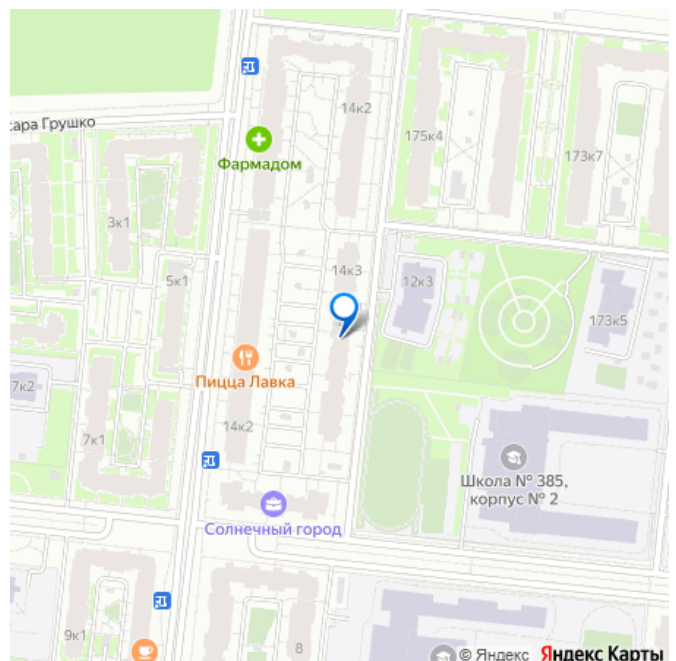 14к2
сара Грушко
175к4
173к7
Фармадом
3к1
14к3
5к1
12к3
173к5
Пицца Лавка
7к2
14к2
7к1
Школа № 385,
корпус № 2
Солнечный город
9к1
8
© Яндекс Яндекс Карты